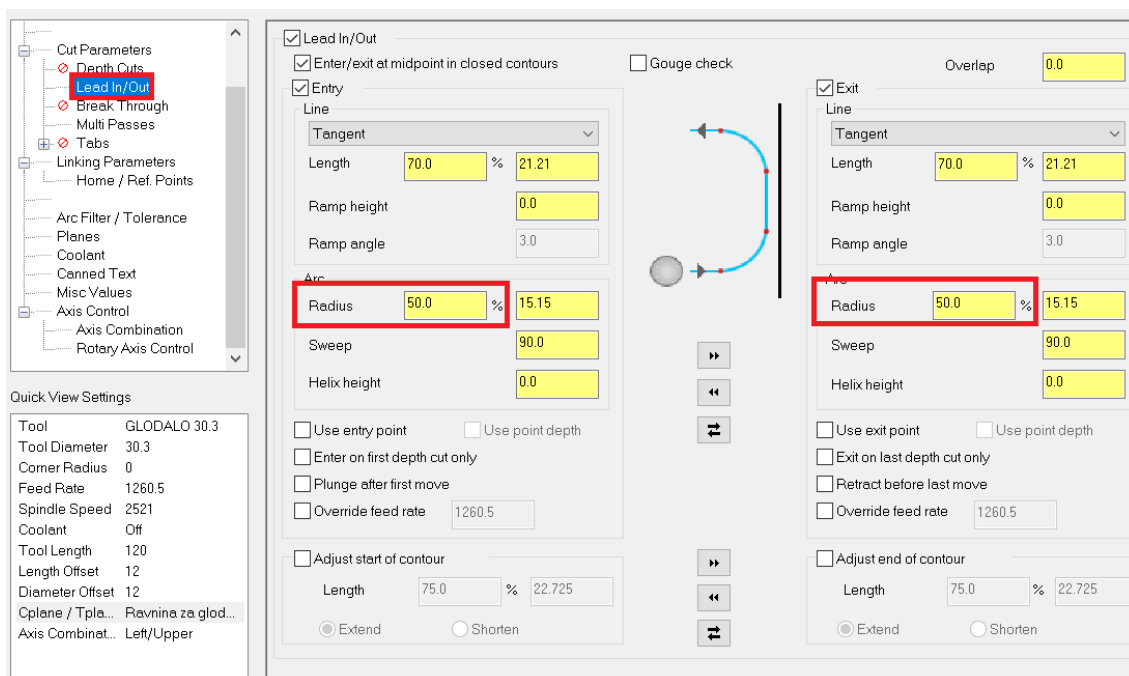 Cut Parameters
Depth Cuts
Lead In/Out
Break Through
Multi Passes
Tabs
Linking Parameters
Home / Ref. Points
Arc Filter / Tolerance
Planes
Coolant
Canned Text
Misc Values
Axis Control
Axis Combination
Rotary Axis Control
Quick View Settings
Tool GLODALO 30.3
Tool Diameter 30.3
Corner Radius 0
Feed Rate 1260.5
Spindle Speed 2521
Coolant Off
Tool Length 120
Length Offset 12
Diameter Offset 12
Cplane / Tpla... Ravnina za glod...
Axis Combinat... Left/Upper
Lead In/Out
Enter/exit at midpoint in closed contours
Gouge check
Overlap 0.0
Entry
Line
Tangent
Length 70.0 % 21.21
Ramp height 0.0
Ramp angle 3.0
Arc
Radius 50.0 % 15.15
Sweep 90.0
Helix height 0.0
Use entry point Use point depth
Enter on first depth cut only
Plunge after first move
Override feed rate 1260.5
Adjust start of contour
Length 75.0 % 22.725
Extend Shorten
Exit
Line
Tangent
Length 70.0 % 21.21
Ramp height 0.0
Ramp angle 3.0
Arc
Radius 50.0 % 15.15
Sweep 90.0
Helix height 0.0
Use exit point Use point depth
Exit on last depth cut only
Retract before last move
Override feed rate 1260.5
Adjust end of contour
Length 75.0 % 22.725
Extend Shorten